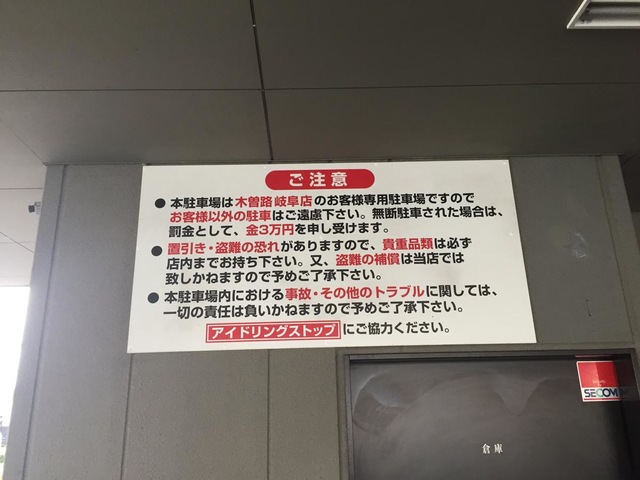 ご注意
● 本駐車場は木曽路 岐阜店のお客様専用駐車場ですので
お客様以外の駐車はご遠慮下さい。無断駐車された場合は、
罰金として、金3万円を申し受けます。
● 置引き・盗難の恐れがありますので、貴重品類は必ず
店内までお持ち下さい。又、盗難の補償は当店では
致しかねますので予めご了承下さい。
● 本駐車場内における事故・その他のトラブルに関しては、
一切の責任は負いかねますので予めご了承下さい。
アイドリングストップにご協力ください。
SECOM
倉庫